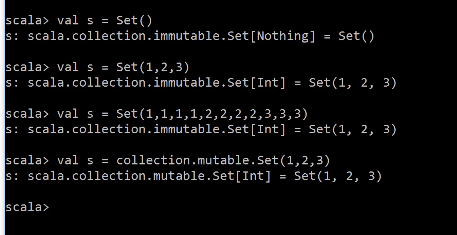 scala> val s = Set()
s: scala.collection.immutable.Set[Nothing] = Set()
scala> val s = Set(1,2,3)
s: scala.collection.immutable.Set[Int] = Set(1, 2, 3)
scala> val s = Set(1,1,1,1,2,2,2,2,3,3,3)
s: scala.collection.immutable.Set[Int] = Set(1, 2, 3)
scala> val s = collection.mutable.Set(1,2,3)
s: scala.collection.mutable.Set[Int] = Set(1, 2, 3)
scala>